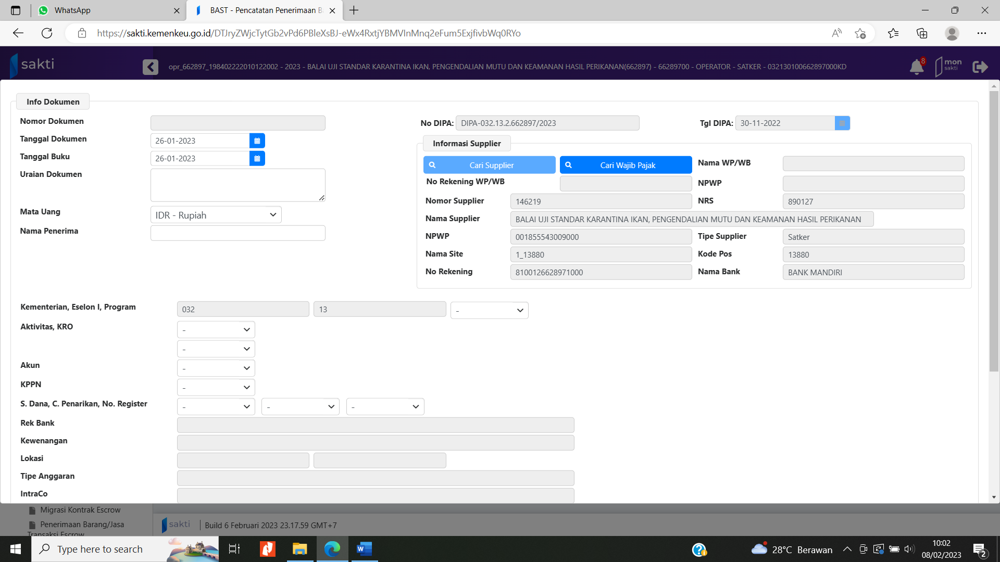 WhatsApp
BAST - Pencatatan Penerimaan B
https://sakti.kemenkeu.go.id/DTJryZWjcTytGb2vPd6PBleXsBJ-eWx4RxtjYBMVInMnq2eFum5ExjfivbWq0RYo
sakti
opr_662897_198402222010122002 - 2023 - BALAI UJI STANDAR KARANTINA IKAN, PENGENDALIAN MUTU DAN KEAMANAN HASIL PERIKANAN(662897) - 66289700 - OPERATOR - SATKER - 032130100662897000KD
8
mon sakti
Info Dokumen
Nomor Dokumen
No DIPA: DIPA-032.13.2.662897/2023
Tgl DIPA: 30-11-2022
Tanggal Dokumen 26-01-2023
Tanggal Buku 26-01-2023
Uraian Dokumen
Mata Uang IDR - Rupiah
Nama Penerima
Informasi Supplier
Cari Supplier
Cari Wajib Pajak
Nama WP/WB
No Rekening WP/WB
NPWP
Nomor Supplier 146219
NRS 890127
Nama Supplier BALAI UJI STANDAR KARANTINA IKAN, PENGENDALIAN MUTU DAN KEAMANAN HASIL PERIKANAN
NPWP 001855543009000
Tipe Supplier Satker
Nama Site 1_13880
Kode Pos 13880
No Rekening 8100126628971000
Nama Bank BANK MANDIRI
Kementerian, Eselon I, Program 032 13 -
Aktivitas, KRO -
-
Akun -
KPPN -
S. Dana, C. Penarikan, No. Register - - -
Rek Bank
Kewenangan
Lokasi
Tipe Anggaran
IntraCo
Migrasi Kontrak Escrow
Penerimaan Barang/Jasa
Transaksi Escrow
sakti
Build 6 Februari 2023 23.17.59 GMT+7
Type here to search
28°C Berawan
10:02
08/02/2023
2